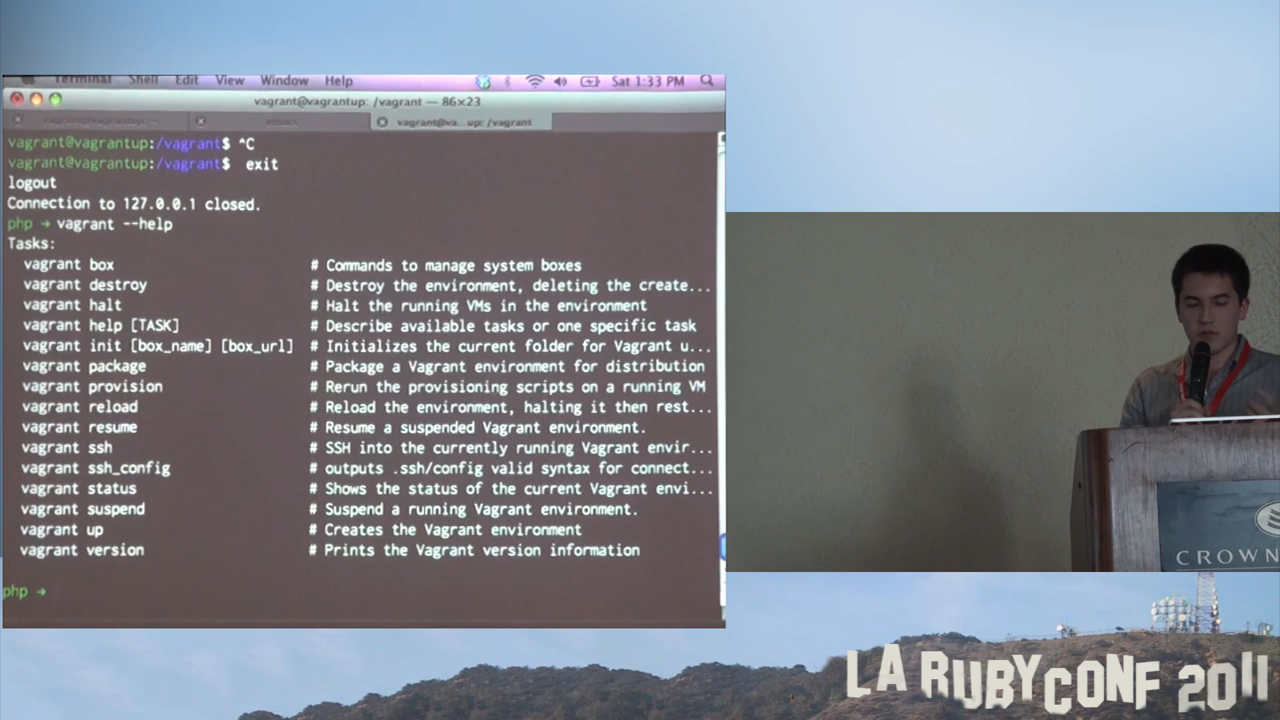 Terminal Shell Edit View Window Help Sat 1:33 PM
vagrant@vagrantup: /vagrant — 86×23
vagrant@va...up: /vagrant
vagrant@vagrantup:/vagrant$ ^C
vagrant@vagrantup:/vagrant$ exit
logout
Connection to 127.0.0.1 closed.
php → vagrant --help
Tasks:
vagrant box # Commands to manage system boxes
vagrant destroy # Destroy the environment, deleting the create...
vagrant halt # Halt the running VMs in the environment
vagrant help [TASK] # Describe available tasks or one specific task
vagrant init [box_name] [box_url] # Initializes the current folder for Vagrant u...
vagrant package # Package a Vagrant environment for distribution
vagrant provision # Rerun the provisioning scripts on a running VM
vagrant reload # Reload the environment, halting it then rest...
vagrant resume # Resume a suspended Vagrant environment.
vagrant ssh # SSH into the currently running Vagrant envir...
vagrant ssh_config # outputs .ssh/config valid syntax for connect...
vagrant status # Shows the status of the current Vagrant envi...
vagrant suspend # Suspend a running Vagrant environment.
vagrant up # Creates the Vagrant environment
vagrant version # Prints the Vagrant version information
php →
CROWN
LA RUBYCONF 2011